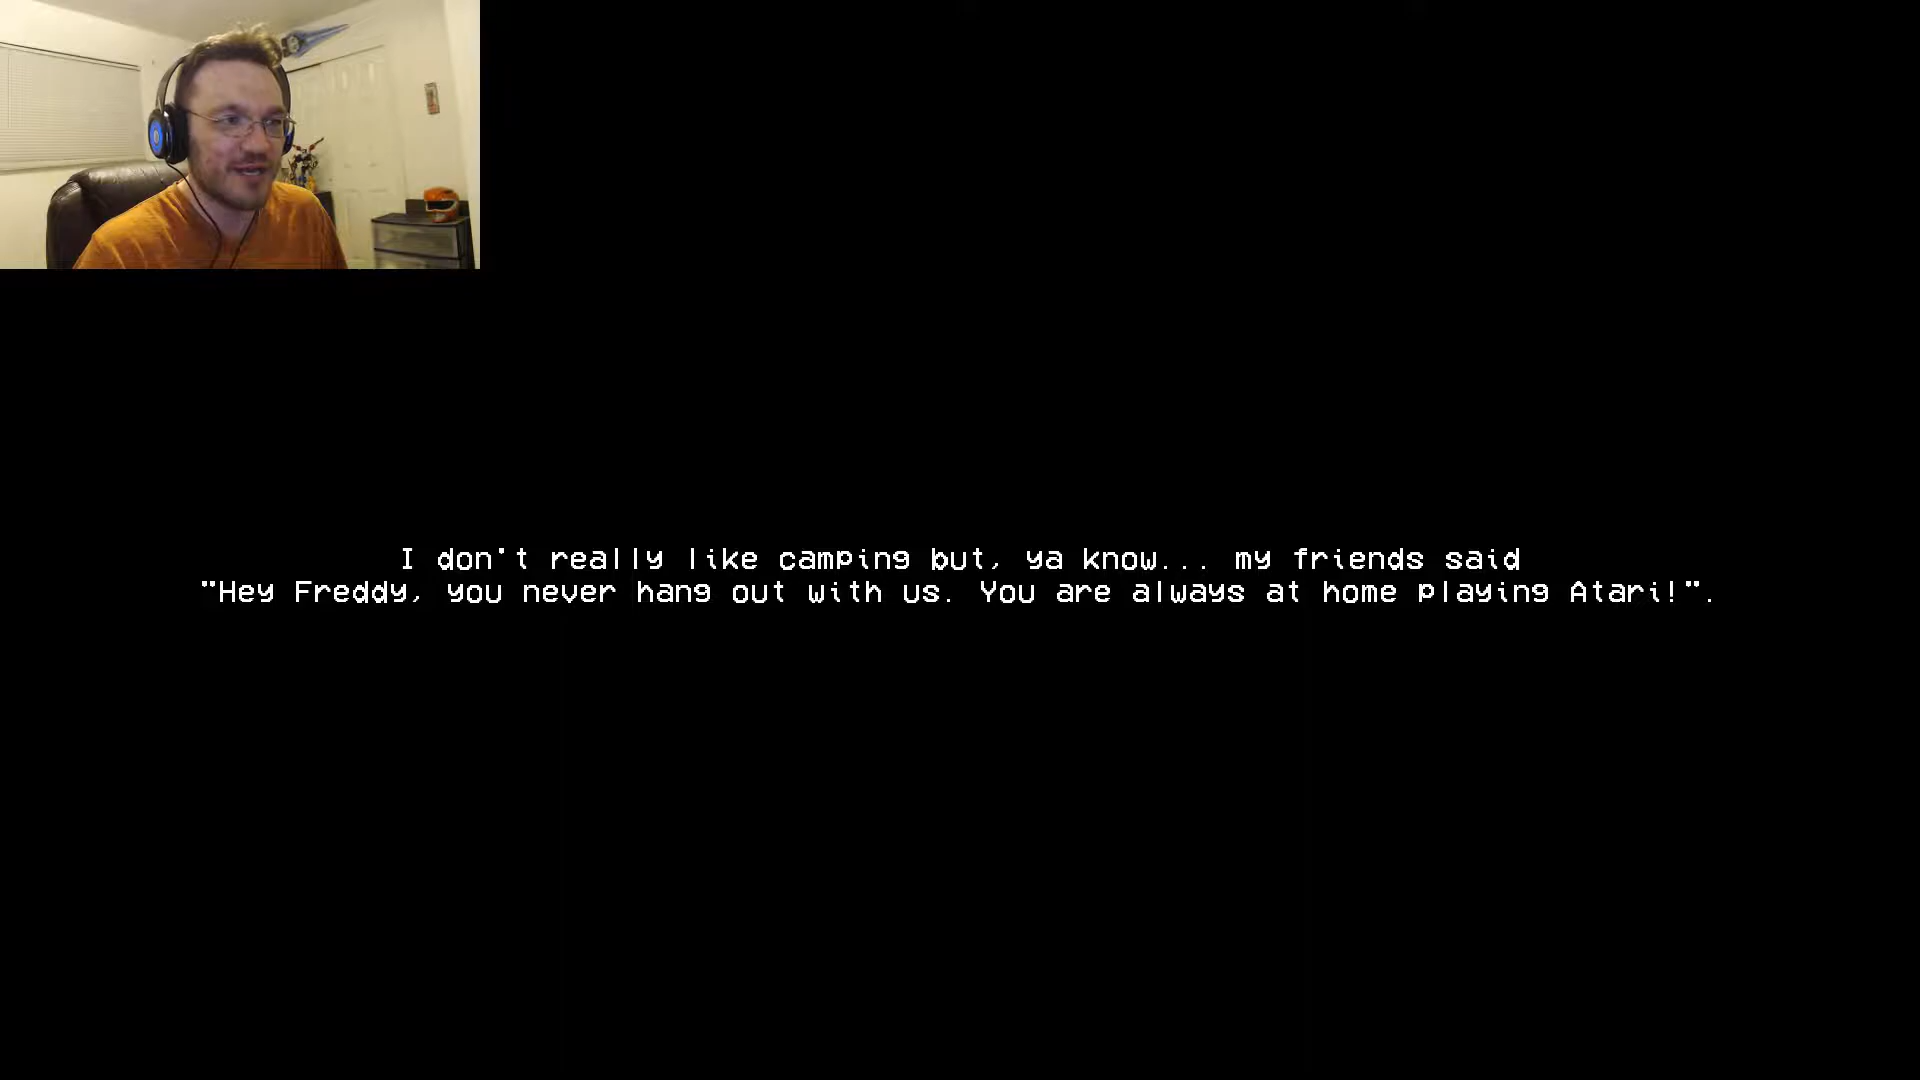 I don't really like camping but, ya know... my friends said
"Hey Freddy, you never hang out with us. You are always at home playing Atari!".